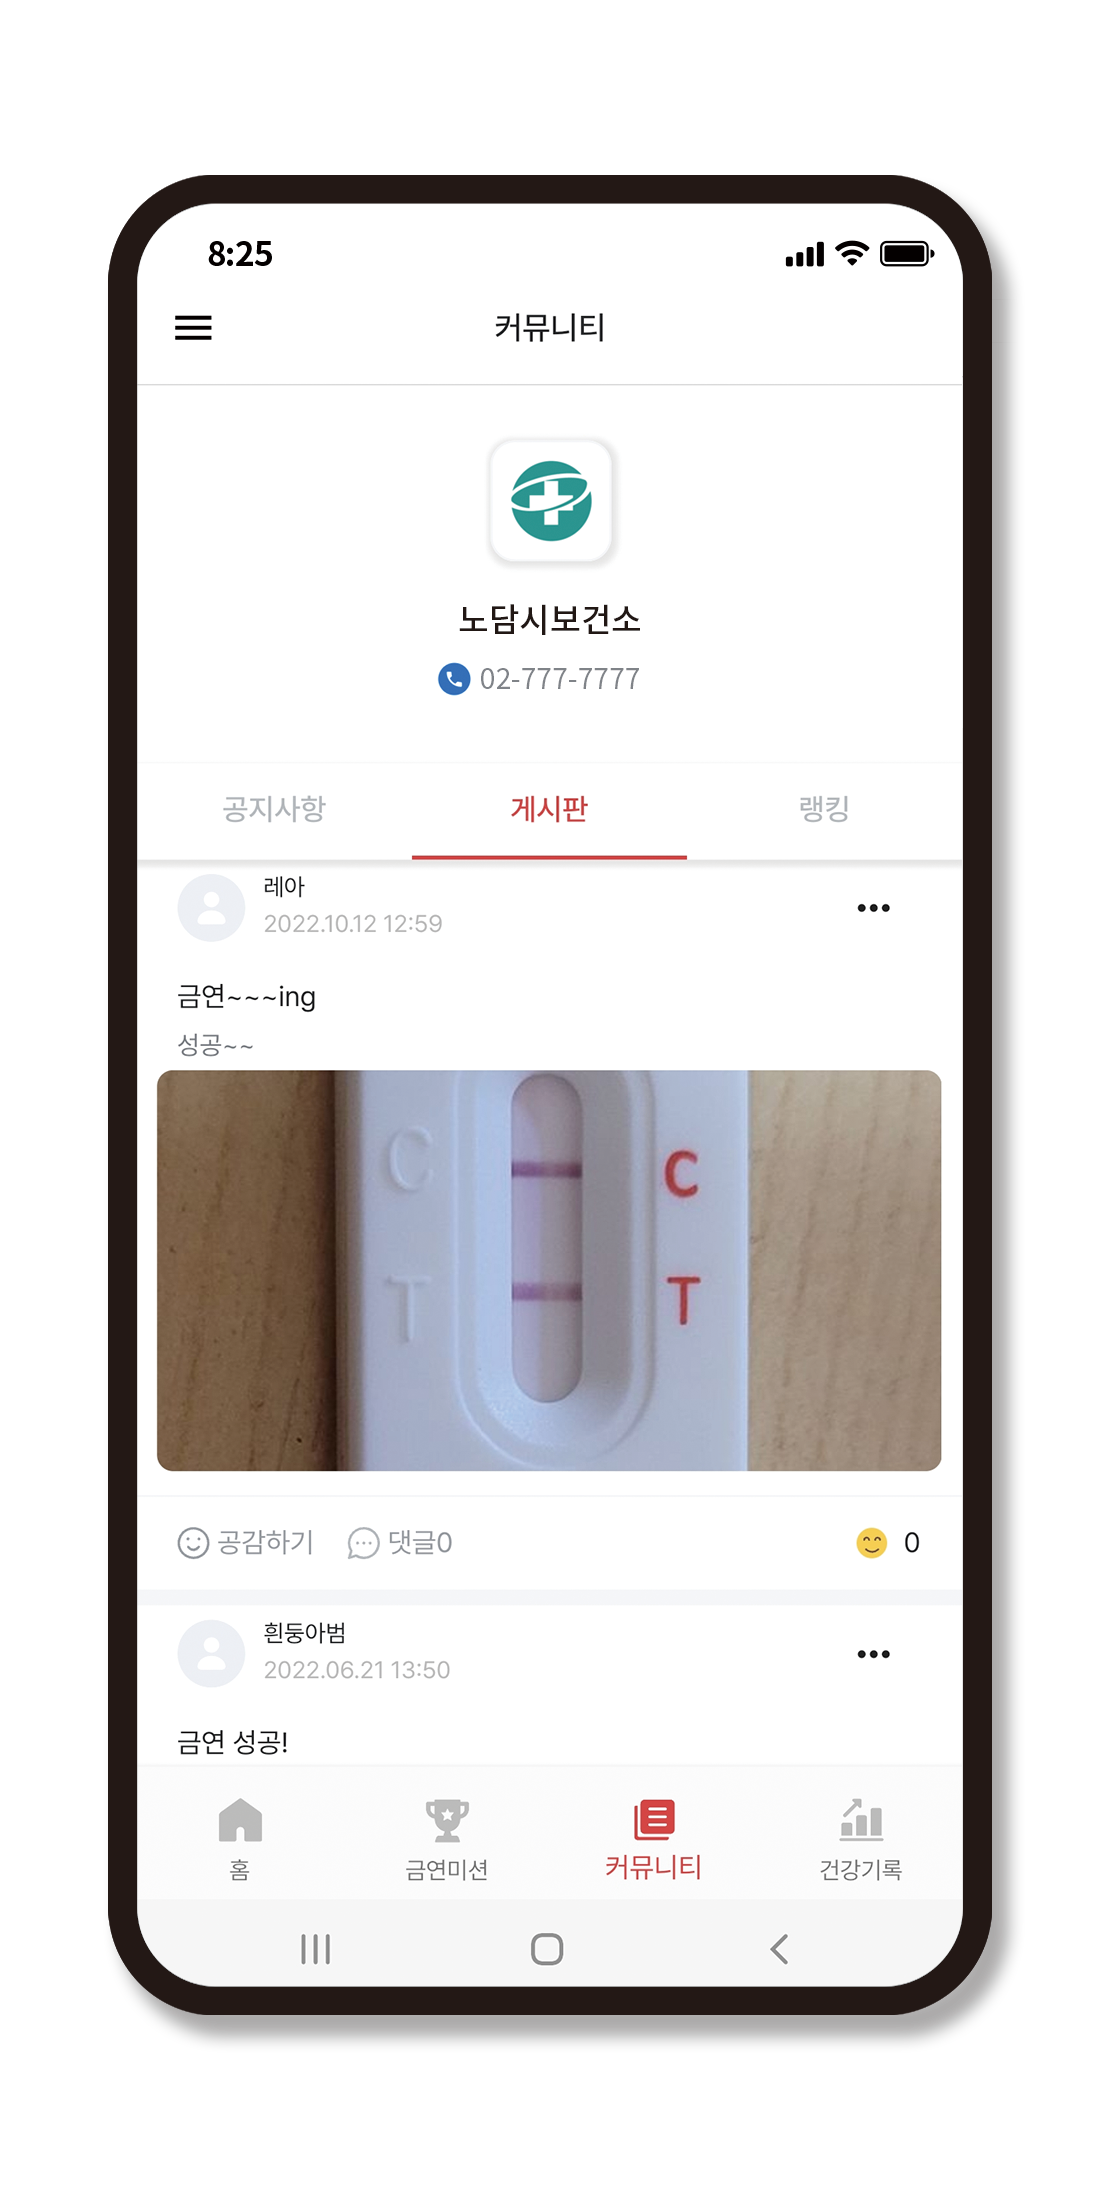 8:25
커뮤니티
노담시보건소
02-777-7777
공지사항 게시판 랭킹
레아
2022.10.12 12:59
금연~~~ing
성공~~
C C
T T
공감하기 댓글0 0
흰둥아범
2022.06.21 13:50
금연 성공!
홈 금연미션 커뮤니티 건강기록